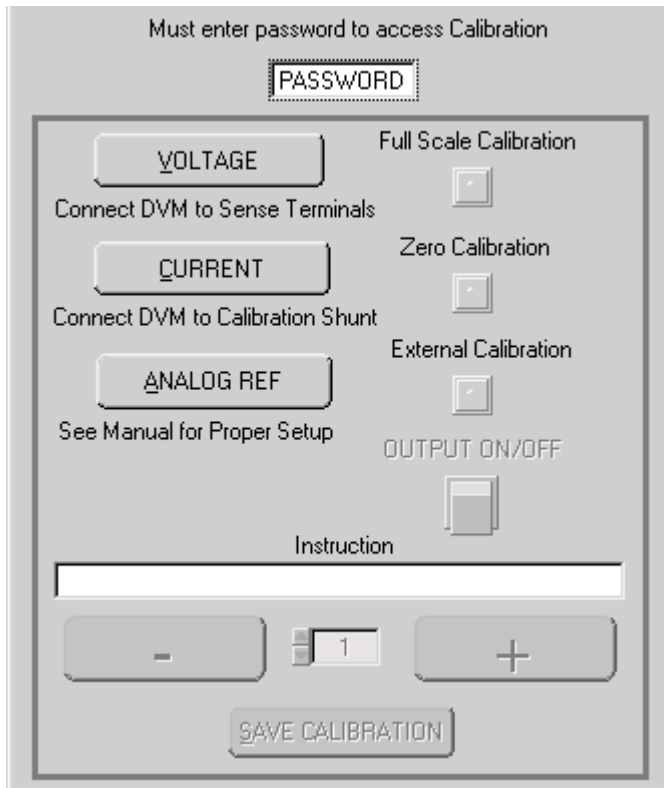 Must enter password to access Calibration
PASSWORD
VOLTAGE
Full Scale Calibration
Connect DVM to Sense Terminals
CURRENT
Zero Calibration
Connect DVM to Calibration Shunt
ANALOG REF
External Calibration
See Manual for Proper Setup
OUTPUT ON/OFF
Instruction
-
1
+
SAVE CALIBRATION